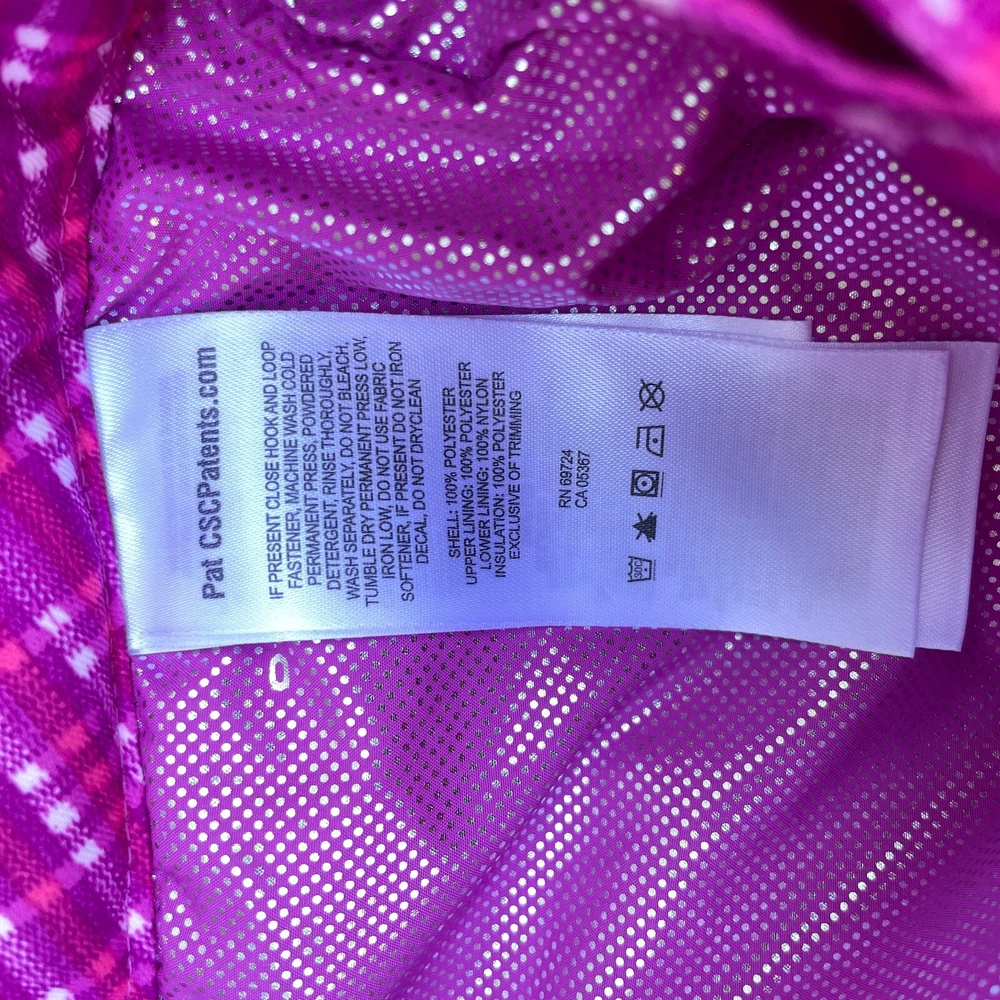 Pat CSCPatents.com
IF PRESENT CLOSE HOOK AND LOOP
FASTENER, MACHINE WASH COLD
PERMANENT PRESS, POWDERED
DETERGENT, RINSE THOROUGHLY,
WASH SEPARATELY, DO NOT BLEACH,
TUMBLE DRY PERMANENT PRESS LOW,
IRON LOW, DO NOT USE FABRIC
SOFTENER, IF PRESENT DO NOT IRON
DECAL, DO NOT DRYCLEAN
SHELL: 100% POLYESTER
UPPER LINING: 100% POLYESTER
LOWER LINING: 100% NYLON
INSULATION: 100% POLYESTER
EXCLUSIVE OF TRIMMING
RN 69724
CA 05367
30C